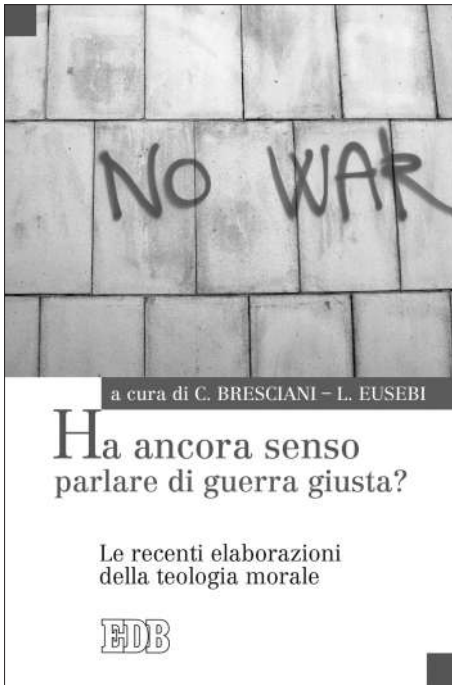 NO WAR
a cura di C. BRESCIANI – L. EUSEBI
Ha ancora senso
parlare di guerra giusta?
Le recenti elaborazioni
della teologia morale
EDB